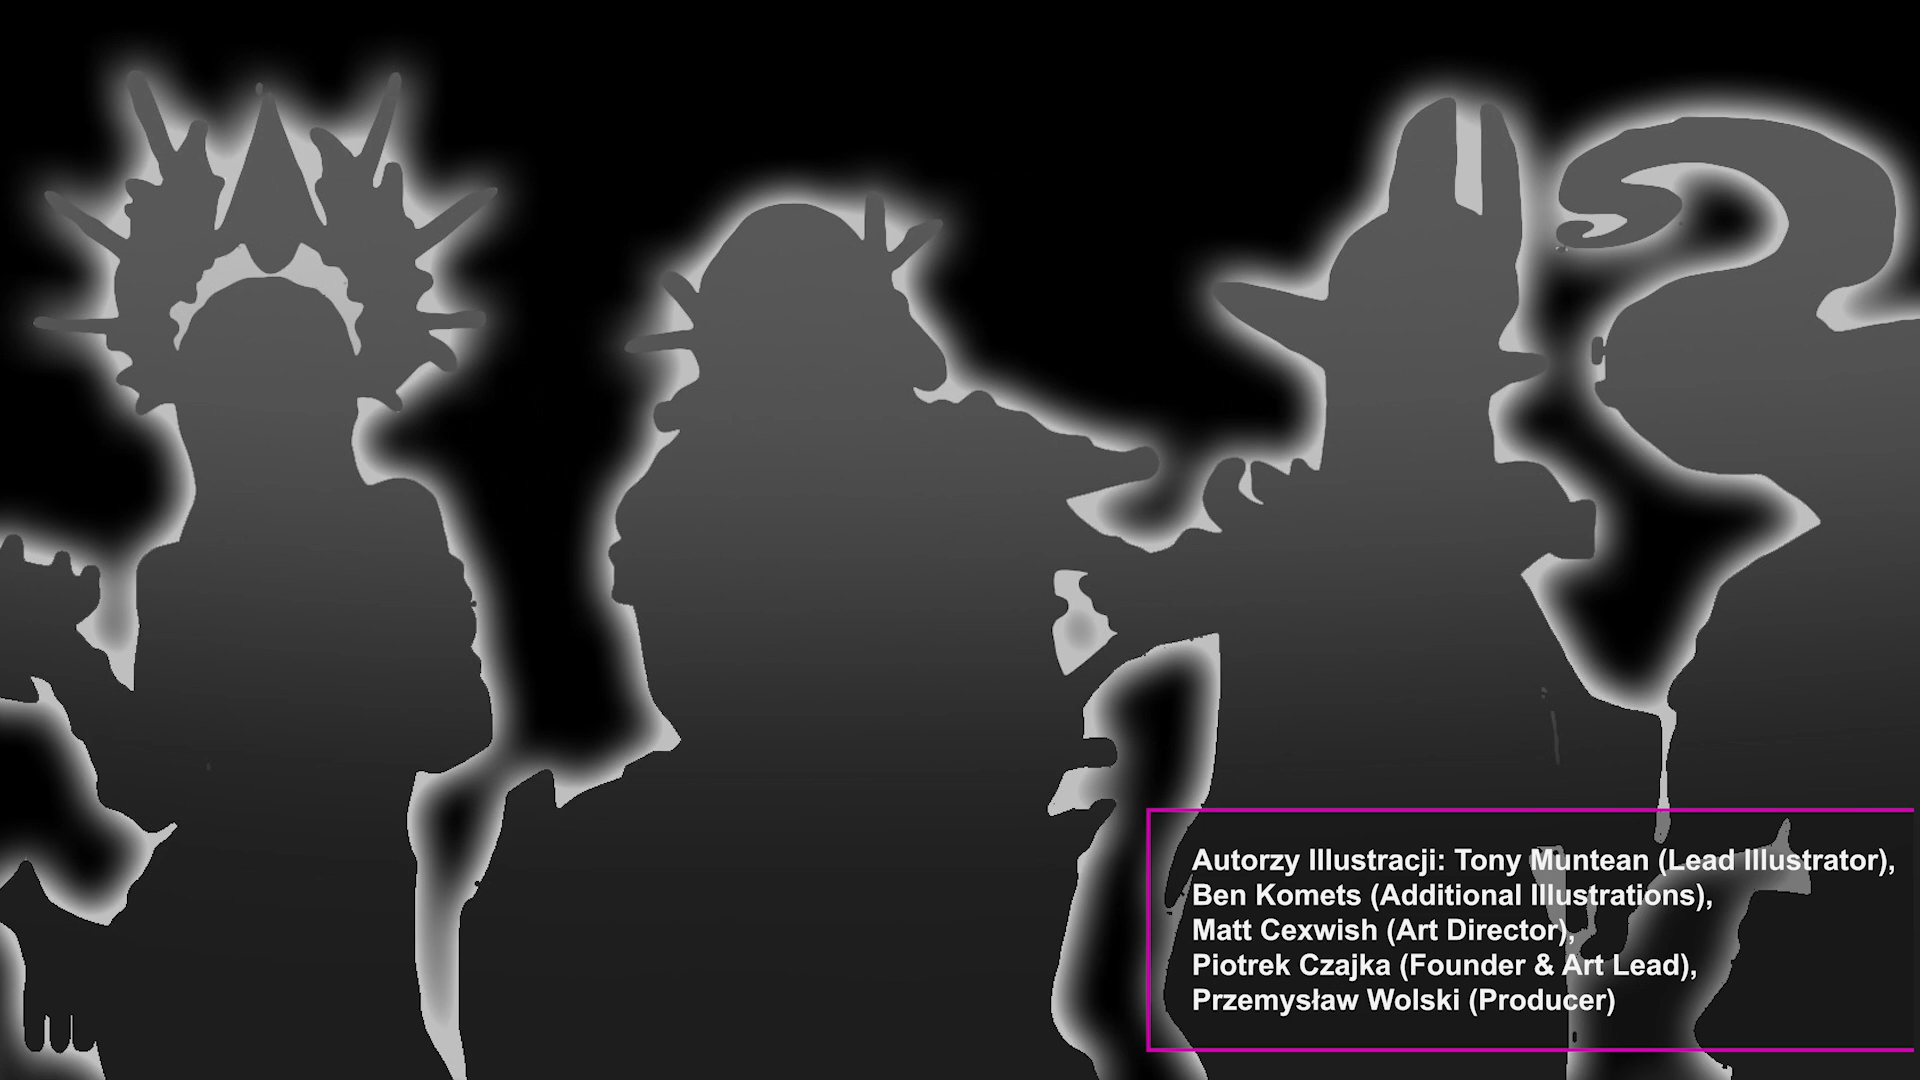 Autorzy Illustracji: Tony Muntean (Lead Illustrator),
Ben Komets (Additional Illustrations),
Matt Cexwish (Art Director),
Piotrek Czajka (Founder & Art Lead),
Przemysław Wolski (Producer)